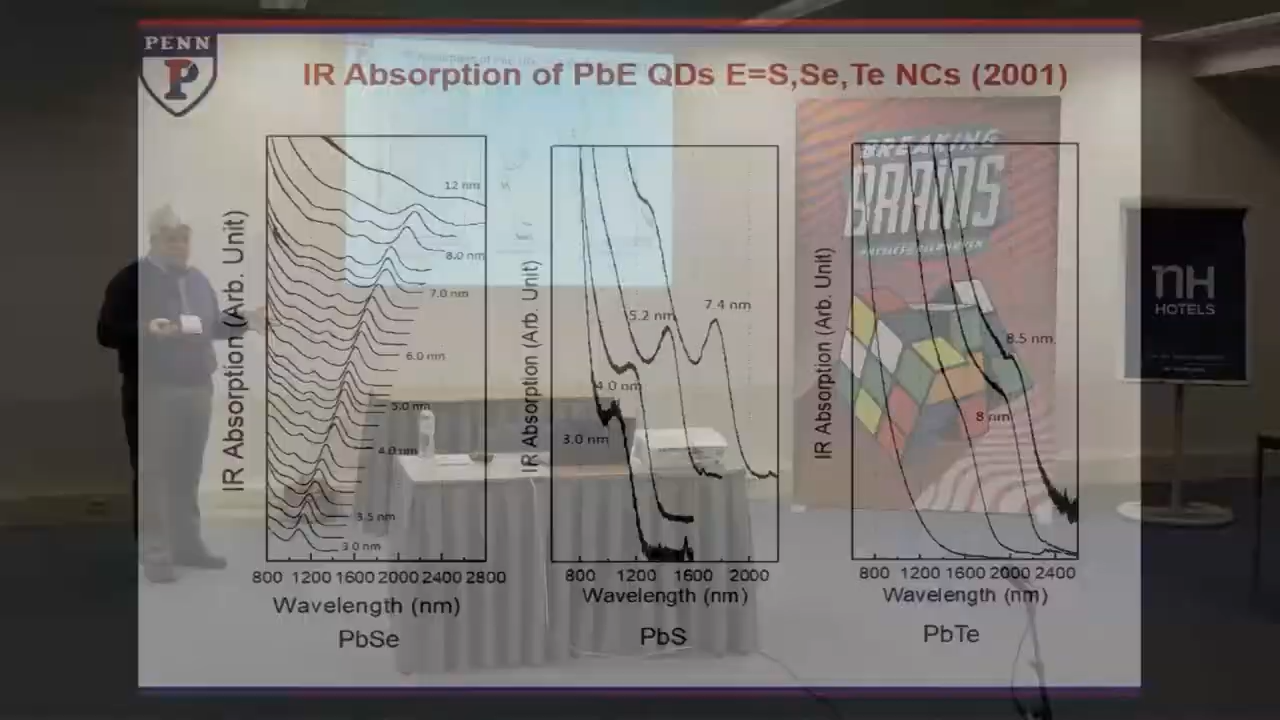 PENN
P
IR Absorption of PbE QDs E=S,Se,Te NCs (2001)
IR Absorption (Arb. Unit)
12 nm
8.0 nm
7.0 nm
6.0 nm
5.0 nm
4.0 nm
3.5 nm
3.0 nm
800 1200 1600 2000 2400 2800
Wavelength (nm)
PbSe
IR Absorption (Arb. Unit)
7.4 nm
5.2 nm
4.0 nm
3.0 nm
800 1200 1600 2000
Wavelength (nm)
PbS
IR Absorption (Arb. Unit)
8.5 nm
8 nm
800 1200 1600 2000 2400
Wavelength (nm)
PbTe
BREAKING
BRAINS
nH
HOTELS